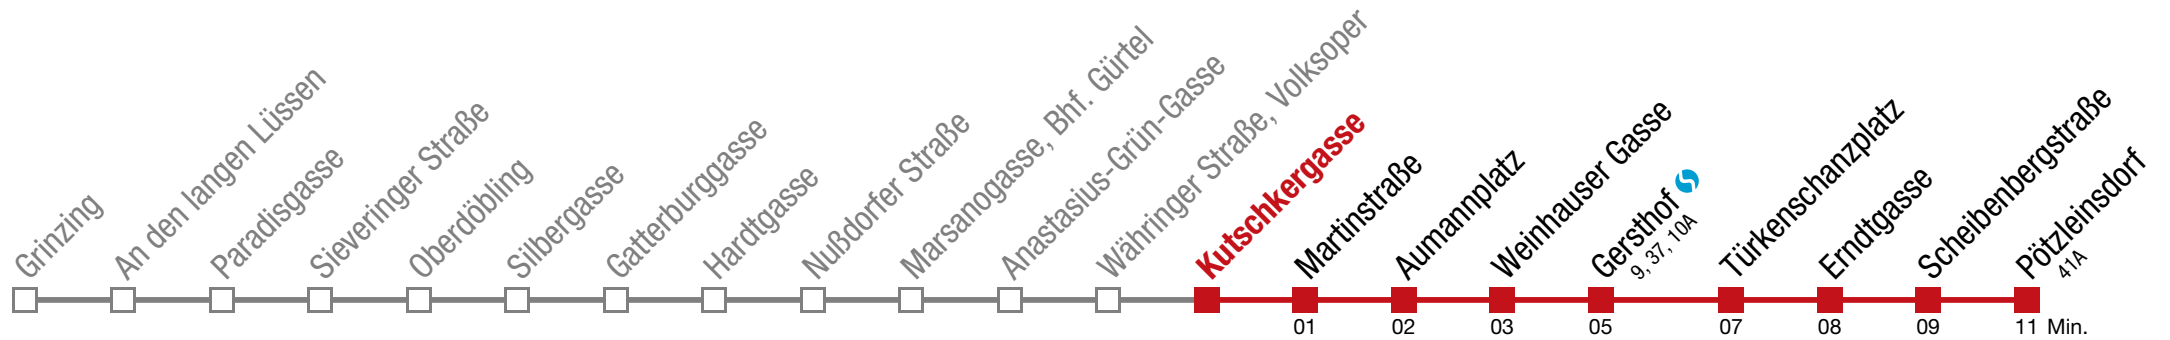 Grinzing
An den langen Lüssen
Paradisgasse
Sieveringer Straße
Oberdöbling
Silbergasse
Gatterburggasse
Hardtgasse
Nußdorfer Straße
Marsanogasse, Bhf. Gürtel
Anastasius-Grün-Gasse
Währinger Straße, Volksoper
Kutschkergasse
Martinstraße
Aumannplatz
Weinhauser Gasse
Gersthof
9, 37, 10A
Türkenschanzplatz
Erndtgasse
Scheibenbergstraße
Pötzleinsdorf
41A
01 02 03 05 07 08 09 11 Min.